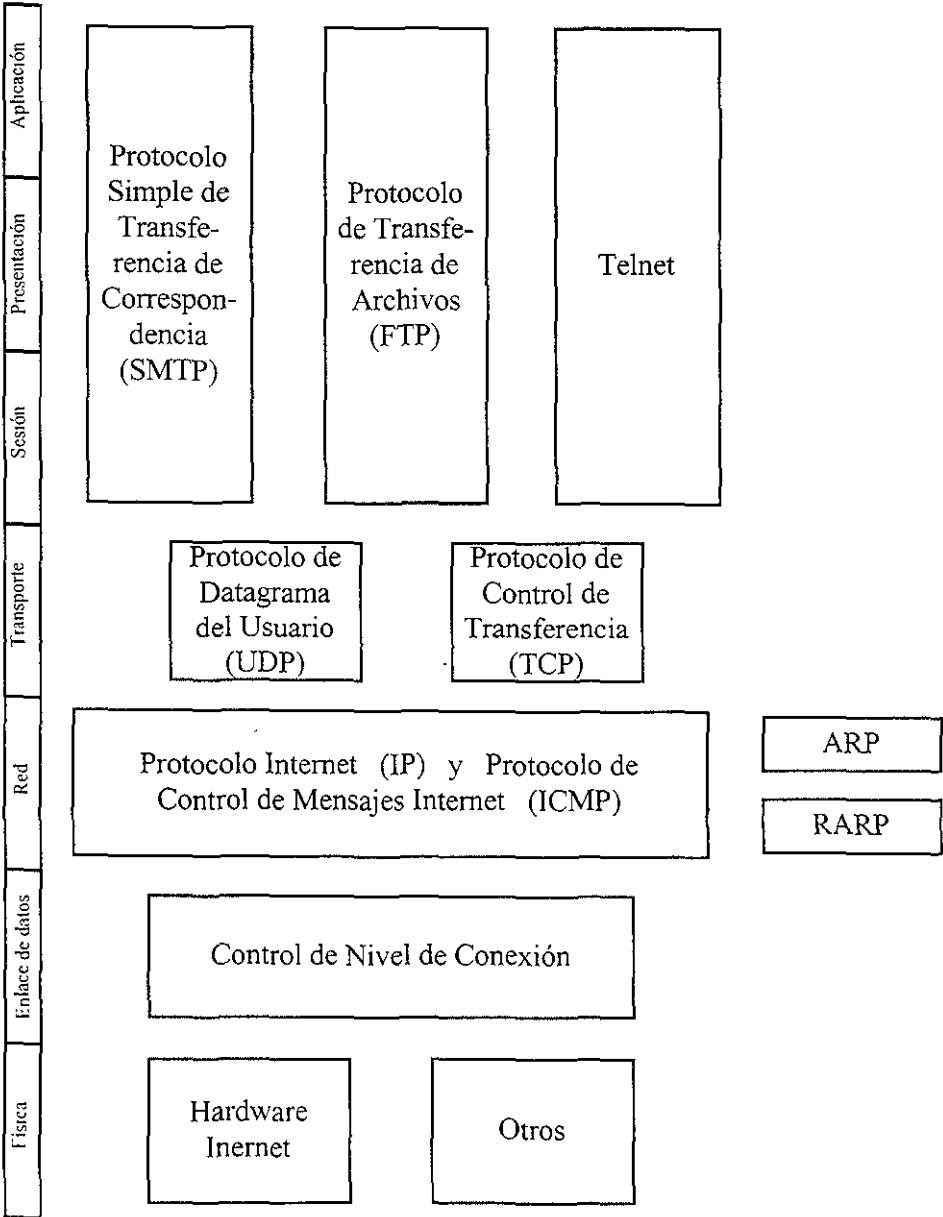 Aplicación
Presentación
Sesión
Transporte
Red
Enlace de datos
Física
Protocolo
Simple de
Transfe-
rencia de
Correspon-
dencia
(SMTP)
Protocolo
de Transfe-
rencia de
Archivos
(FTP)
Telnet
Protocolo de
Datagrama
del Usuario
(UDP)
Protocolo de
Control de
Transferencia
(TCP)
Protocolo Internet (IP) y Protocolo de
Control de Mensajes Internet (ICMP)
ARP
RARP
Control de Nivel de Conexión
Hardware
Inernet
Otros